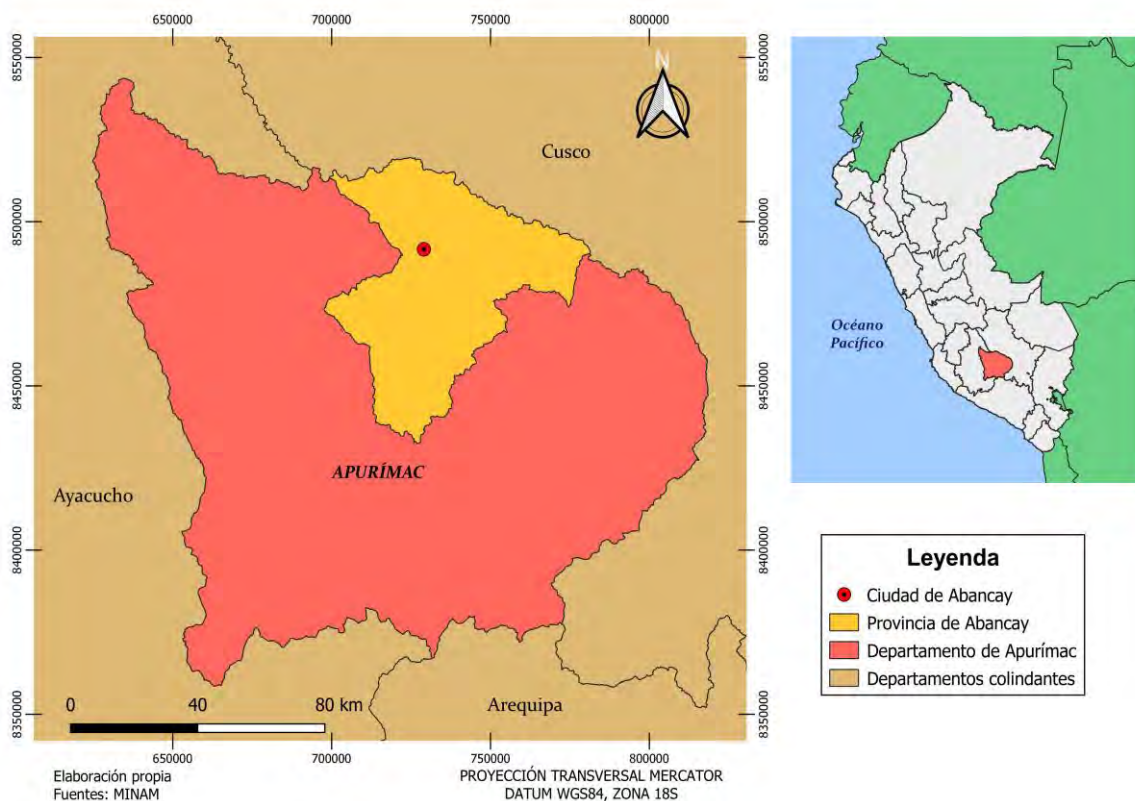 650000 700000 750000 800000
8550000
8550000
N
Cusco
8500000
8500000
Océano
Pacífico
8450000
8450000
APURÍMAC
Ayacucho
8400000
8400000
Leyenda
Ciudad de Abancay
Provincia de Abancay
Departamento de Apurímac
Departamentos colindantes
0 40 80 km
Arequipa
8350000
8350000
650000 700000 750000 800000
Elaboración propia
Fuentes: MINAM
PROYECCIÓN TRANSVERSAL MERCATOR
DATUM WGS84, ZONA 18S